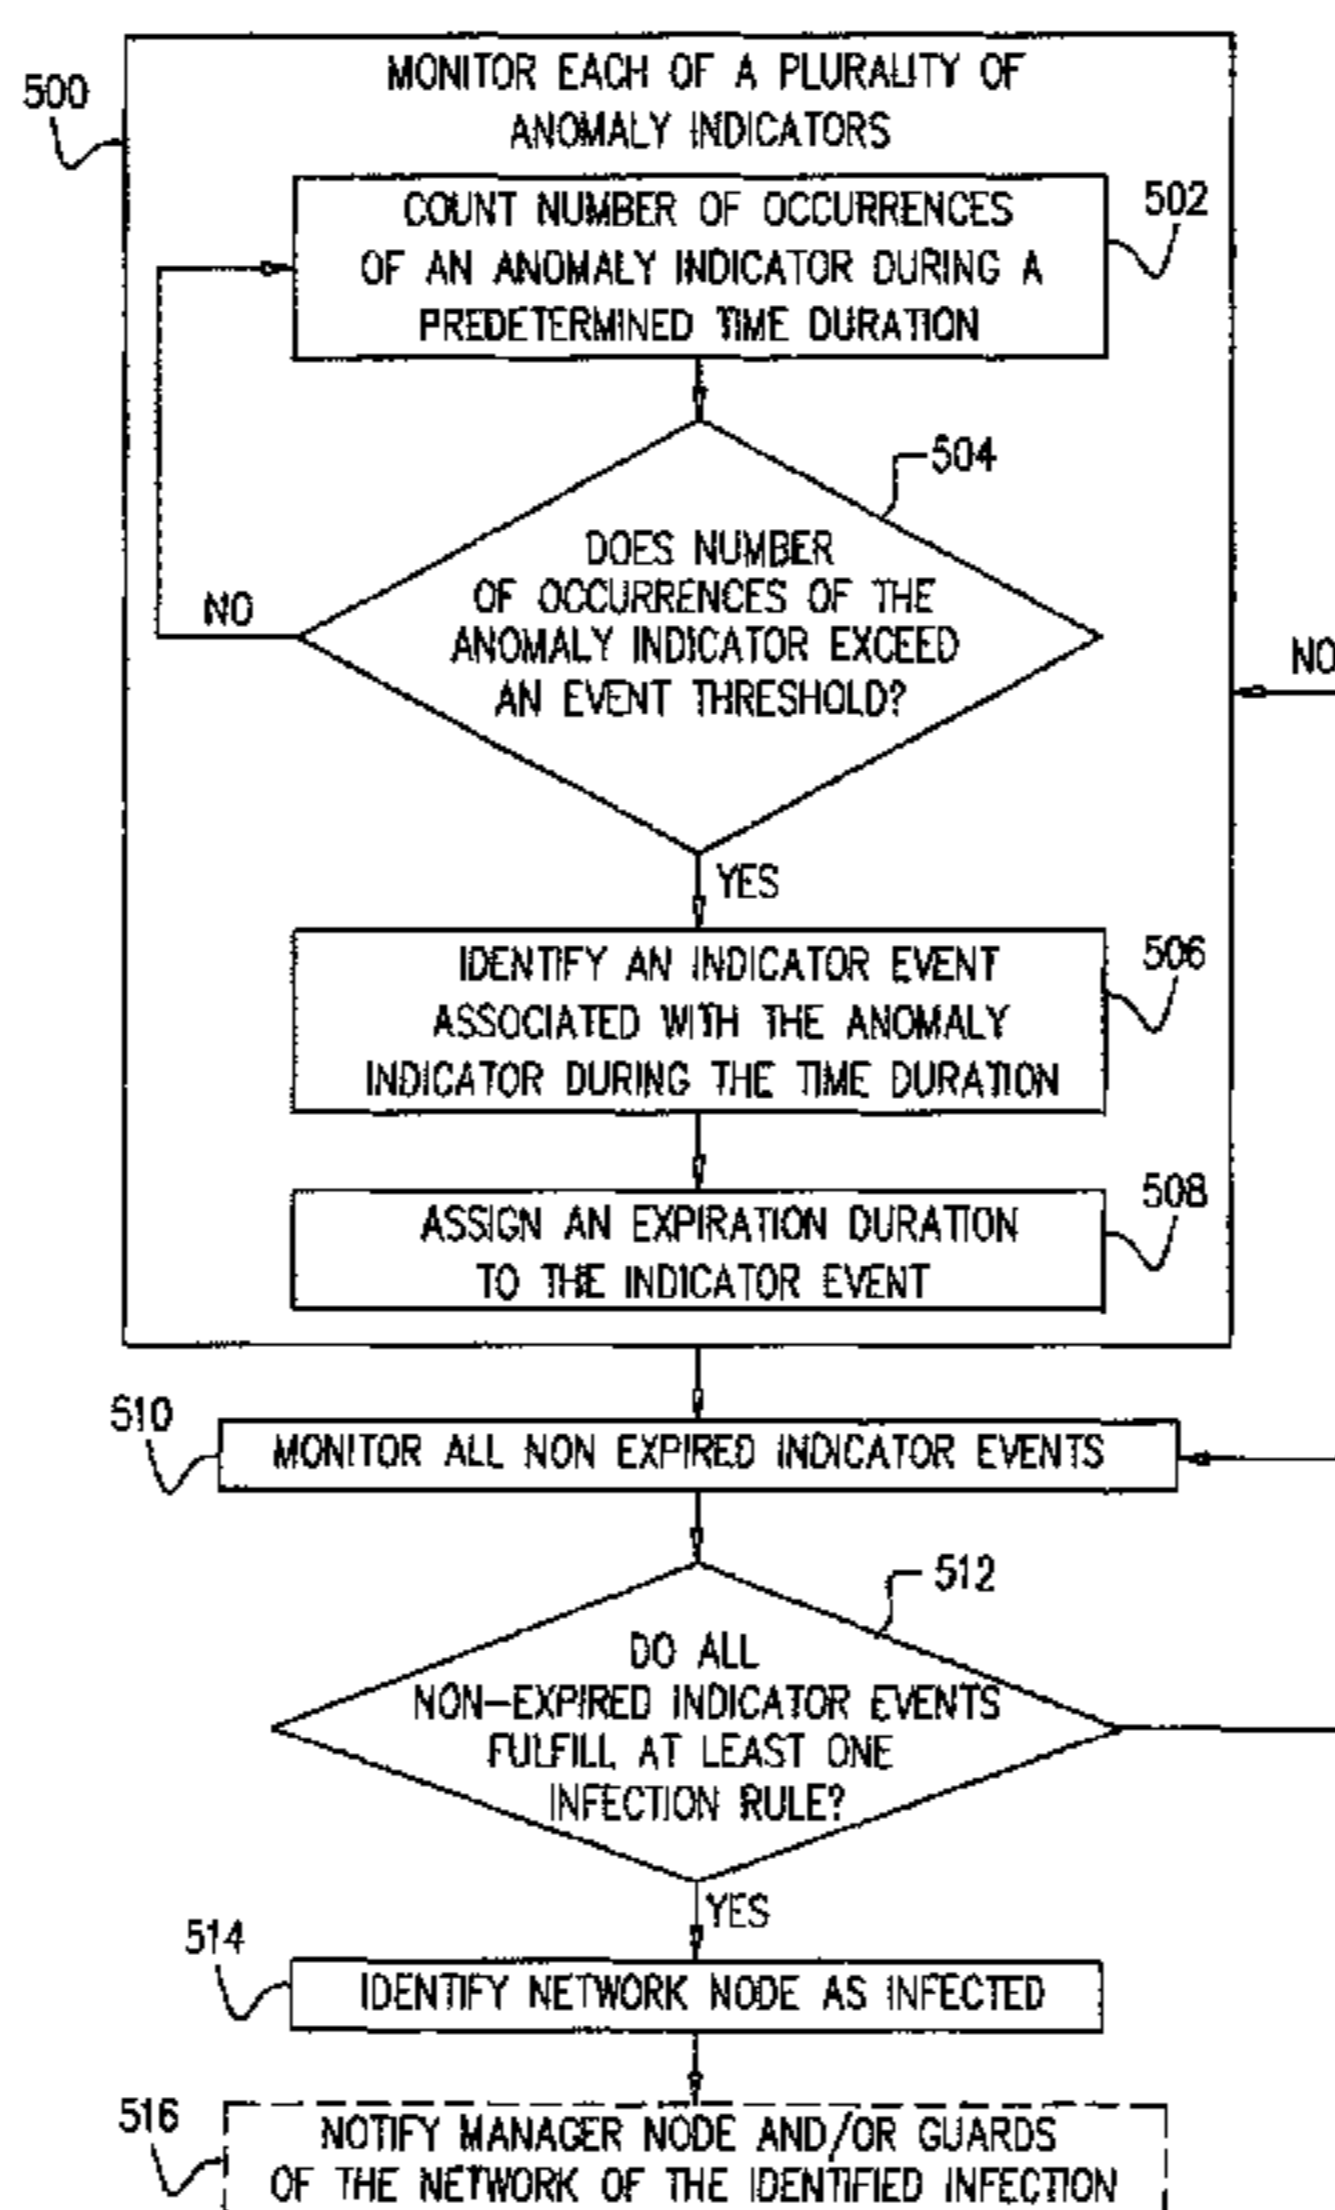 500
MONITOR EACH OF A PLURALITY OF
ANOMALY INDICATORS
502
COUNT NUMBER OF OCCURRENCES
OF AN ANOMALY INDICATOR DURING A
PREDETERMINED TIME DURATION
504
DOES NUMBER
OF OCCURRENCES OF THE
ANOMALY INDICATOR EXCEED
AN EVENT THRESHOLD?
NO
NO
YES
506
IDENTIFY AN INDICATOR EVENT
ASSOCIATED WITH THE ANOMALY
INDICATOR DURING THE TIME DURATION
508
ASSIGN AN EXPIRATION DURATION
TO THE INDICATOR EVENT
510
MONITOR ALL NON EXPIRED INDICATOR EVENTS
512
DO ALL
NON-EXPIRED INDICATOR EVENTS
FULFILL AT LEAST ONE
INFECTION RULE?
YES
514
IDENTIFY NETWORK NODE AS INFECTED
516
NOTIFY MANAGER NODE AND/OR GUARDS
OF THE NETWORK OF THE IDENTIFIED INFECTION